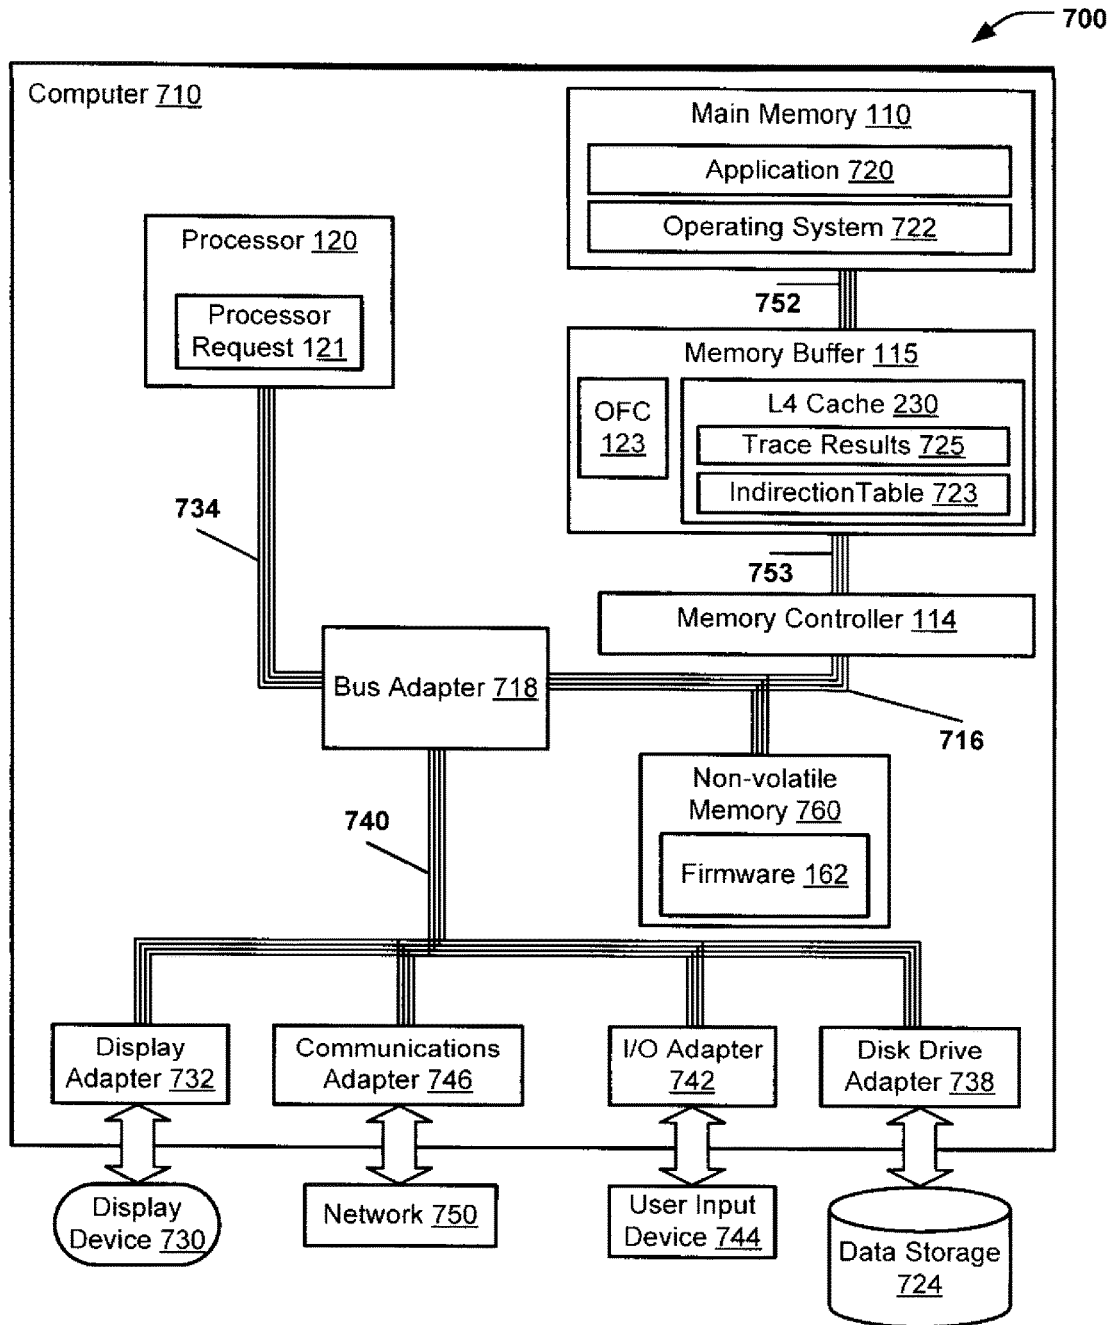 700
Computer 710
Main Memory 110
Application 720
Operating System 722
Processor 120
Processor
Request 121
752
Memory Buffer 115
OFC
123
L4 Cache 230
Trace Results 725
IndirectionTable 723
734
753
Memory Controller 114
Bus Adapter 718
716
Non-volatile
Memory 760
Firmware 162
740
Display
Adapter 732
Communications
Adapter 746
I/O Adapter
742
Disk Drive
Adapter 738
Display
Device 730
Network 750
User Input
Device 744
Data Storage
724